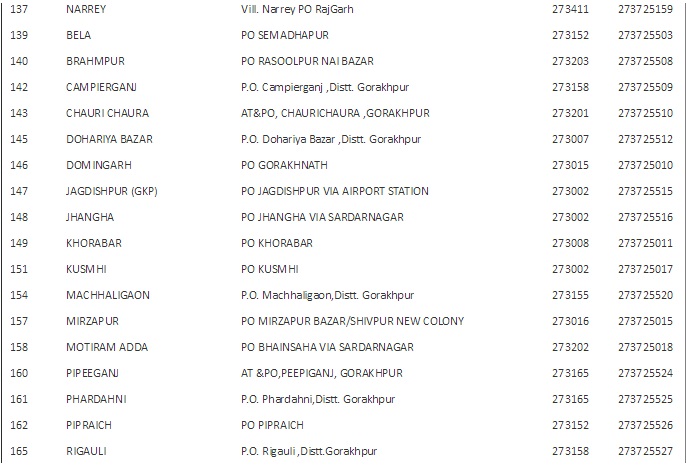 137 NARREY Vill. Narrey PO RajGarh 273411 273725159
139 BELA PO SEMADHAPUR 273152 273725503
140 BRAHMPUR PO RASOOLPUR NAI BAZAR 273203 273725508
142 CAMPIERGANJ P.O. Campierganj ,Distt. Gorakhpur 273158 273725509
143 CHAURI CHAURA AT&PO, CHAURICHAURA ,GORAKHPUR 273201 273725510
145 DOHARIYA BAZAR P.O. Dohariya Bazar ,Distt. Gorakhpur 273007 273725512
146 DOMINGARH PO GORAKHNATH 273015 273725010
147 JAGDISHPUR (GKP) PO JAGDISHPUR VIA AIRPORT STATION 273002 273725515
148 JHANGHA PO JHANGHA VIA SARDARNAGAR 273002 273725516
149 KHORABAR PO KHORABAR 273008 273725011
151 KUSMHI PO KUSMHI 273002 273725017
154 MACHHALIGAON P.O. Machhaligaon,Distt. Gorakhpur 273155 273725520
157 MIRZAPUR PO MIRZAPUR BAZAR/SHIVPUR NEW COLONY 273016 273725015
158 MOTIRAM ADDA PO BHAINSAHA VIA SARDARNAGAR 273202 273725018
160 PIPEEGANJ AT &PO,PEEPIGANJ, GORAKHPUR 273165 273725524
161 PHARDAHNI P.O. Phardahni,Distt. Gorakhpur 273165 273725525
162 PIPRAICH PO PIPRAICH 273152 273725526
165 RIGAULI P.O. Rigauli ,Distt.Gorakhpur 273158 273725527